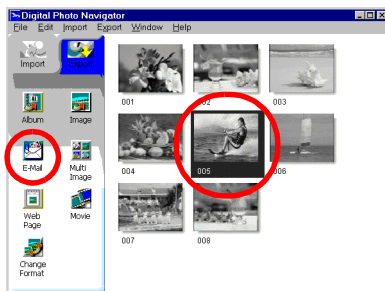 Digital Photo Navigator
File Edit Import Export Window Help
Import Export
Album Image
E-Mail Multi Image
Web Page Movie
Change Format
001 002 003
004 005 006
007 008